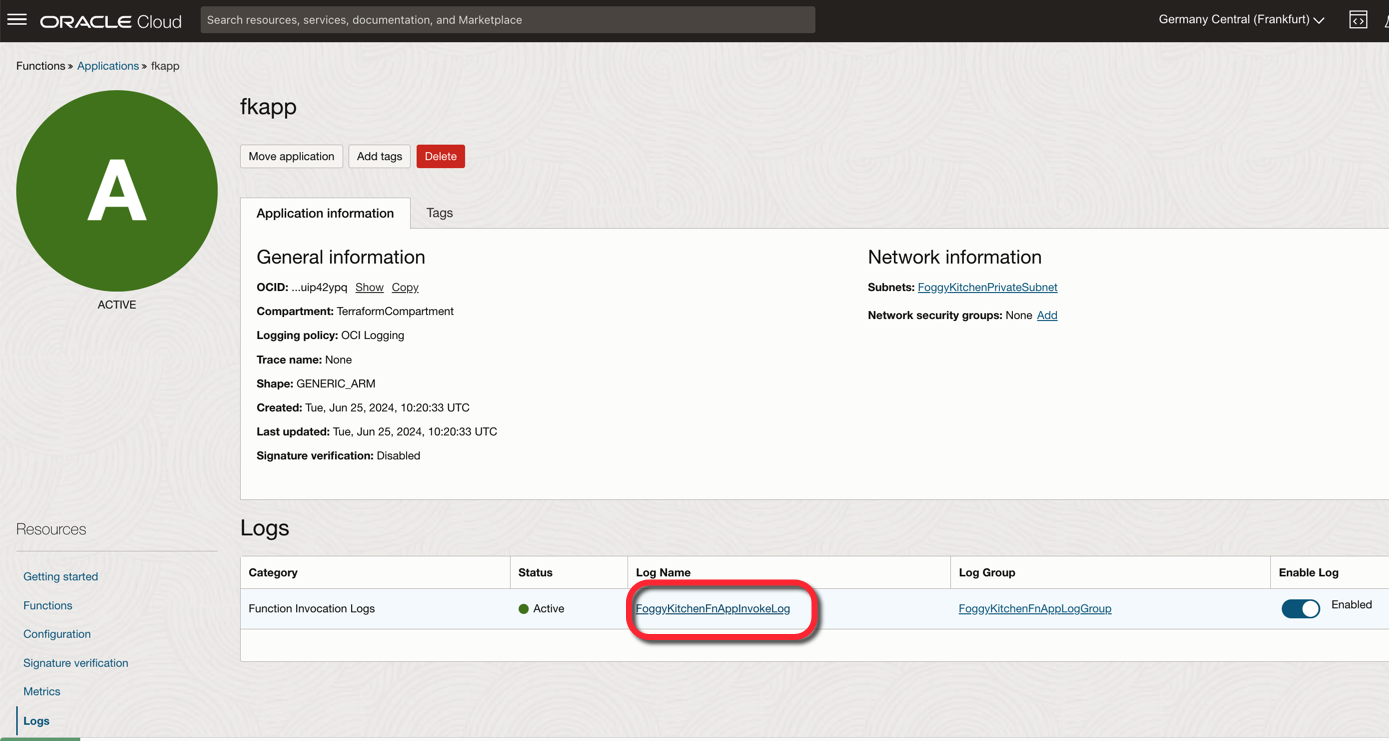 ORACLE Cloud
Search resources, services, documentation, and Marketplace
Germany Central (Frankfurt)
Functions » Applications » fkapp
A
ACTIVE
fkapp
Move application
Add tags
Delete
Application information
Tags
General information
OCID: ...uip42ypq Show Copy
Compartment: TerraformCompartment
Logging policy: OCI Logging
Trace name: None
Shape: GENERIC_ARM
Created: Tue, Jun 25, 2024, 10:20:33 UTC
Last updated: Tue, Jun 25, 2024, 10:20:33 UTC
Signature verification: Disabled
Network information
Subnets: FoggyKitchenPrivateSubnet
Network security groups: None Add
Resources
Getting started
Functions
Configuration
Signature verification
Metrics
Logs
Logs
Category Status Log Name Log Group Enable Log
Function Invocation Logs Active FoggyKitchenFnAppInvokeLog FoggyKitchenFnAppLogGroup Enabled